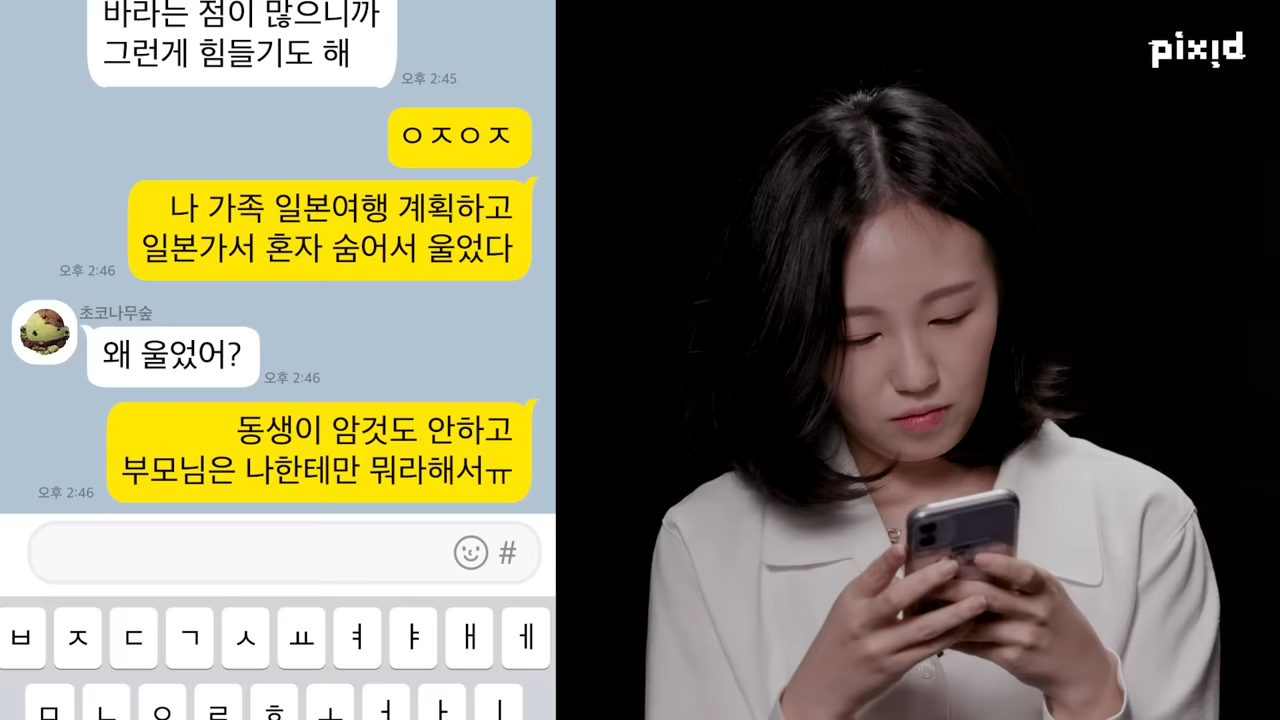 바라는 점이 많으니까
그런게 힘들기도 해
오후 2:45
ㅇㅈㅇㅈ
나 가족 일본여행 계획하고
일본가서 혼자 숨어서 울었다
오후 2:46
초코나무숲
왜 울었어?
오후 2:46
동생이 암것도 안하고
부모님은 나한테만 뭐라해서ㅠ
오후 2:46
#
ㅂ ㅈ ㄷ ㄱ ㅅ ㅛ ㅕ ㅑ ㅐ ㅔ
ㅁ ㄴ ㅇ ㄹ ㅎ ㅗ ㅓ ㅏ ㅣ
pixid